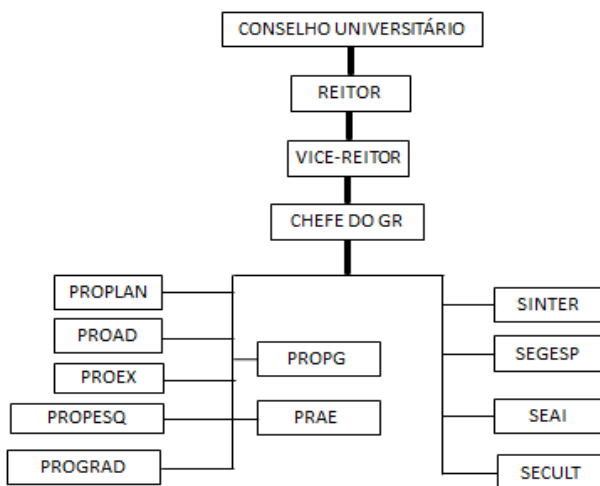 CONSELHO UNIVERSITÁRIO
REITOR
VICE-REITOR
CHEFE DO GR
PROPLAN
PROAD
PROEX
PROPESQ
PROGRAD
PROPG
PRAE
SINTER
SEGESP
SEAI
SECULT